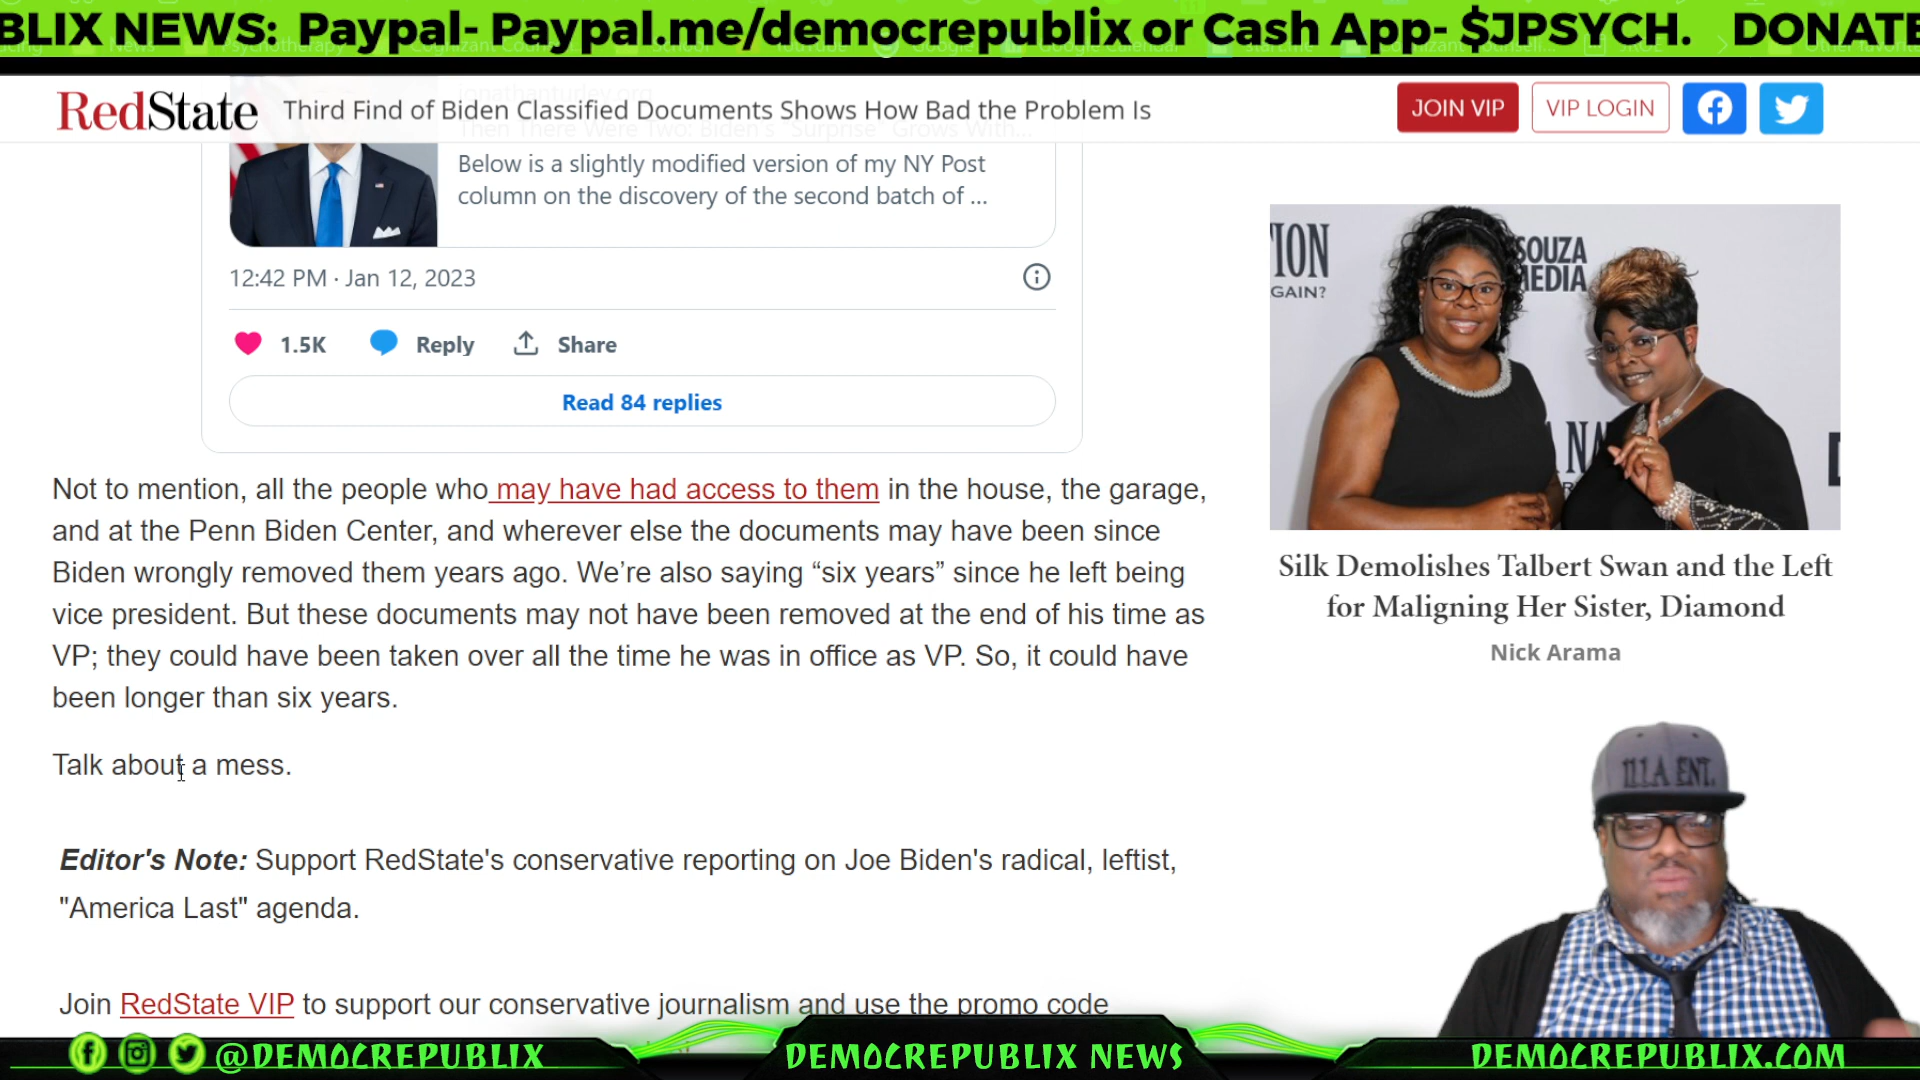 BLIX NEWS: Paypal- Paypal.me/democrepublix or Cash App- $JPSYCH. DONATE
RedState
Third Find of Biden Classified Documents Shows How Bad the Problem Is
JOIN VIP
VIP LOGIN
Then There Were Two: Biden's "Surprise" Grows With...
Below is a slightly modified version of my NY Post
column on the discovery of the second batch of ...
12:42 PM · Jan 12, 2023
1.5K
Reply
Share
Read 84 replies
Not to mention, all the people who may have had access to them in the house, the garage,
and at the Penn Biden Center, and wherever else the documents may have been since
Biden wrongly removed them years ago. We’re also saying “six years” since he left being
vice president. But these documents may not have been removed at the end of his time as
VP; they could have been taken over all the time he was in office as VP. So, it could have
been longer than six years.
Talk about a mess.
Editor's Note: Support RedState's conservative reporting on Joe Biden's radical, leftist,
"America Last" agenda.
Join RedState VIP to support our conservative journalism and use the promo code
ION
GAIN?
SOUZA
MEDIA
Silk Demolishes Talbert Swan and the Left
for Maligning Her Sister, Diamond
Nick Arama
ILLA ENT.
@DEMOCREPUBLIX
DEMOCREPUBLIX NEWS
DEMOCREPUBLIX.COM